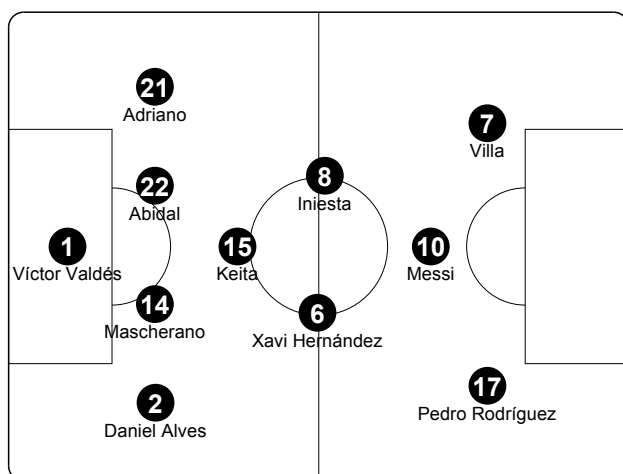 21
Adriano
7
Villa
22
Abidal
8
Iniesta
1
Víctor Valdés
15
Keita
10
Messi
14
Mascherano
6
Xavi Hernández
2
Daniel Alves
17
Pedro Rodríguez